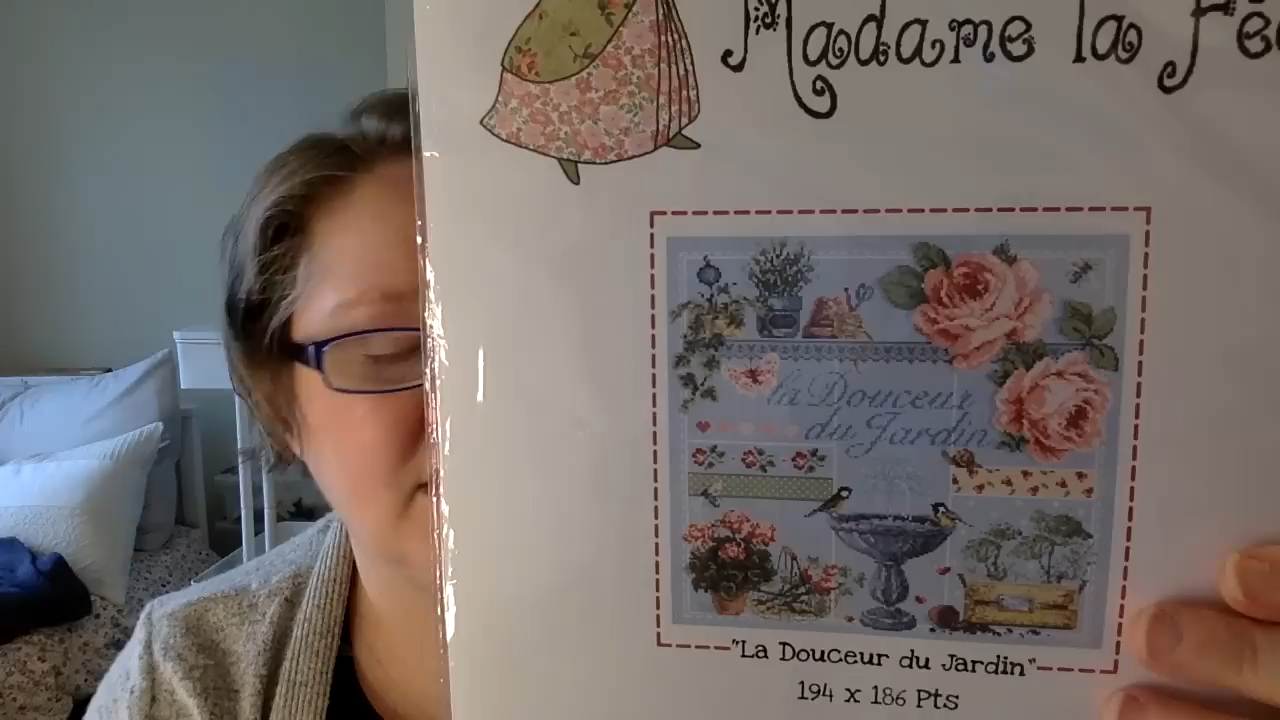 Madame la Fé
la Douceur
du Jardin
"La Douceur du Jardin"
194 x 186 Pts